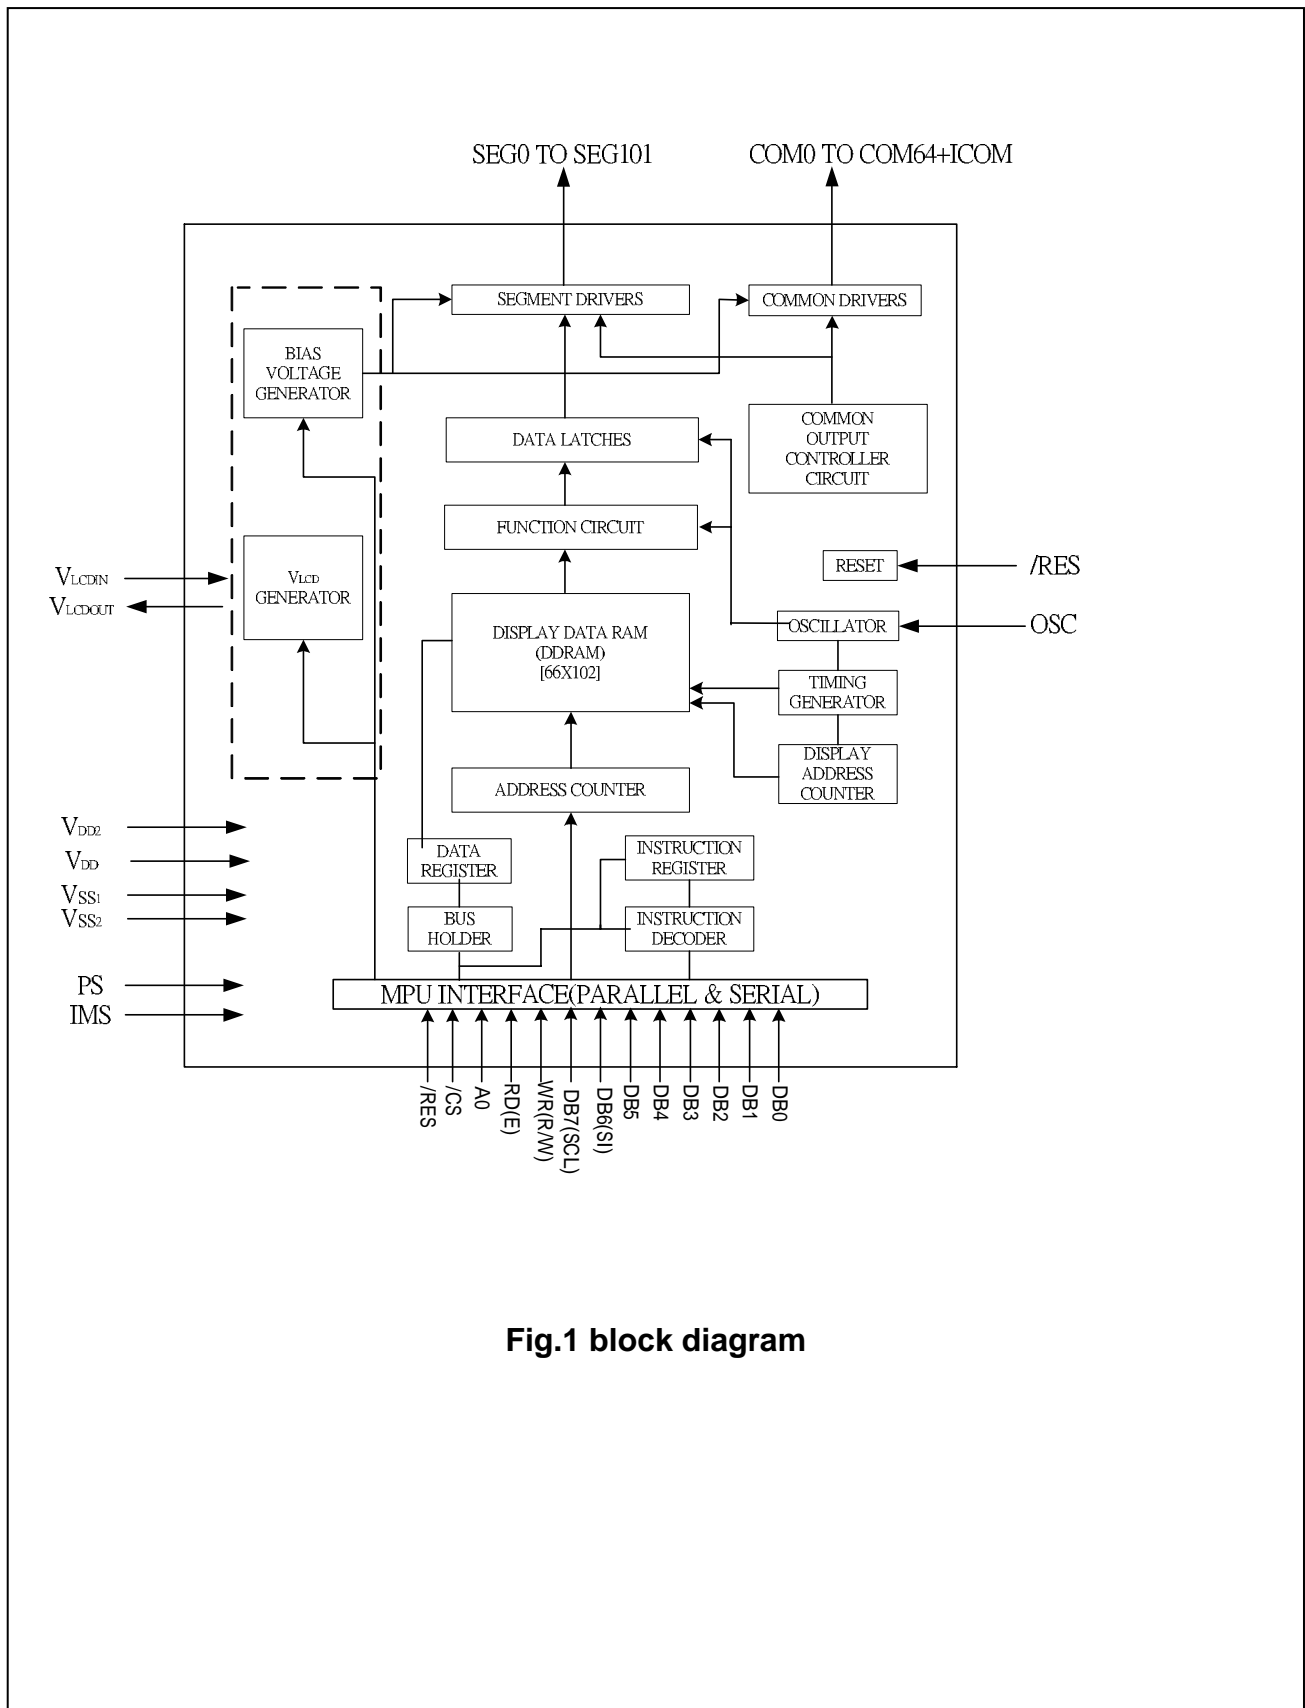 SEG0 TO SEG101
COM0 TO COM64+ICOM
SEGMENT DRIVERS
COMMON DRIVERS
BIAS
VOLTAGE
GENERATOR
COMMON
OUTPUT
CONTROLLER
CIRCUIT
DATA LATCHES
FUNCTION CIRCUIT
VLCD
GENERATOR
VLCDIN
VLCDOUT
RESET
/RES
DISPLAY DATA RAM
(DDRAM)
[66X102]
OSCILLATOR
OSC
TIMING
GENERATOR
DISPLAY
ADDRESS
COUNTER
ADDRESS COUNTER
VDD2
VDD
VSS1
VSS2
DATA
REGISTER
INSTRUCTION
REGISTER
BUS
HOLDER
INSTRUCTION
DECODER
PS
IMS
MPU INTERFACE(PARALLEL & SERIAL)
/RES
/CS
A0
RD(E)
WR(R/W)
DB7(SCL)
DB6(SI)
DB5
DB4
DB3
DB2
DB1
DB0
Fig.1 block diagram